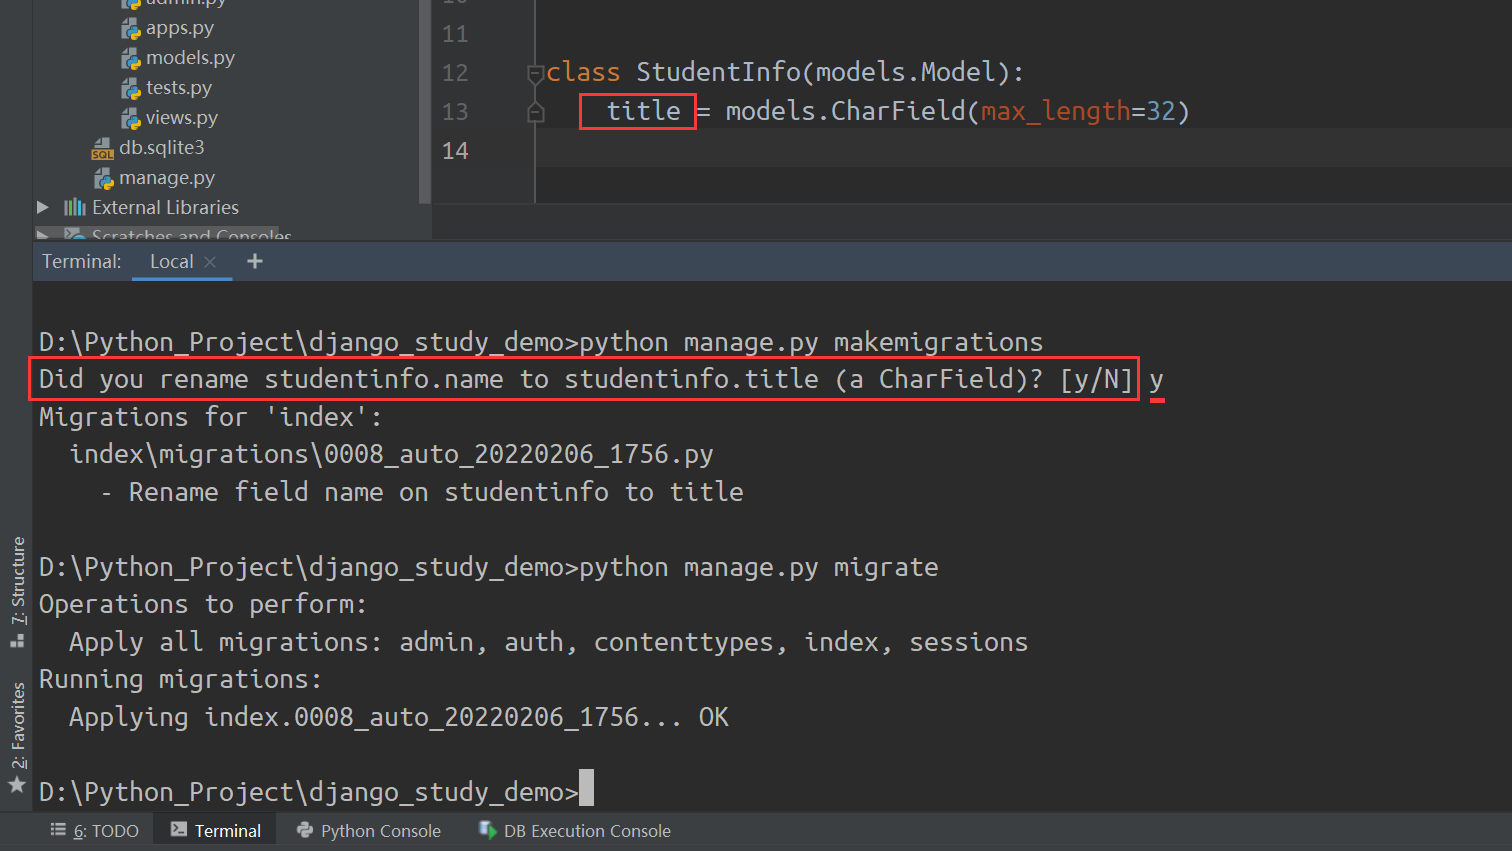 admin.py
apps.py
models.py
tests.py
views.py
db.sqlite3
manage.py
External Libraries
Scratches and Consoles
10
11
12 class StudentInfo(models.Model):
13 title = models.CharField(max_length=32)
14
Terminal: Local × +
D:\Python_Project\django_study_demo>python manage.py makemigrations
Did you rename studentinfo.name to studentinfo.title (a CharField)? [y/N] y
Migrations for 'index':
index\migrations\0008_auto_20220206_1756.py
- Rename field name on studentinfo to title
D:\Python_Project\django_study_demo>python manage.py migrate
Operations to perform:
Apply all migrations: admin, auth, contenttypes, index, sessions
Running migrations:
Applying index.0008_auto_20220206_1756... OK
D:\Python_Project\django_study_demo>
7: Structure
2: Favorites
6: TODO Terminal Python Console DB Execution Console